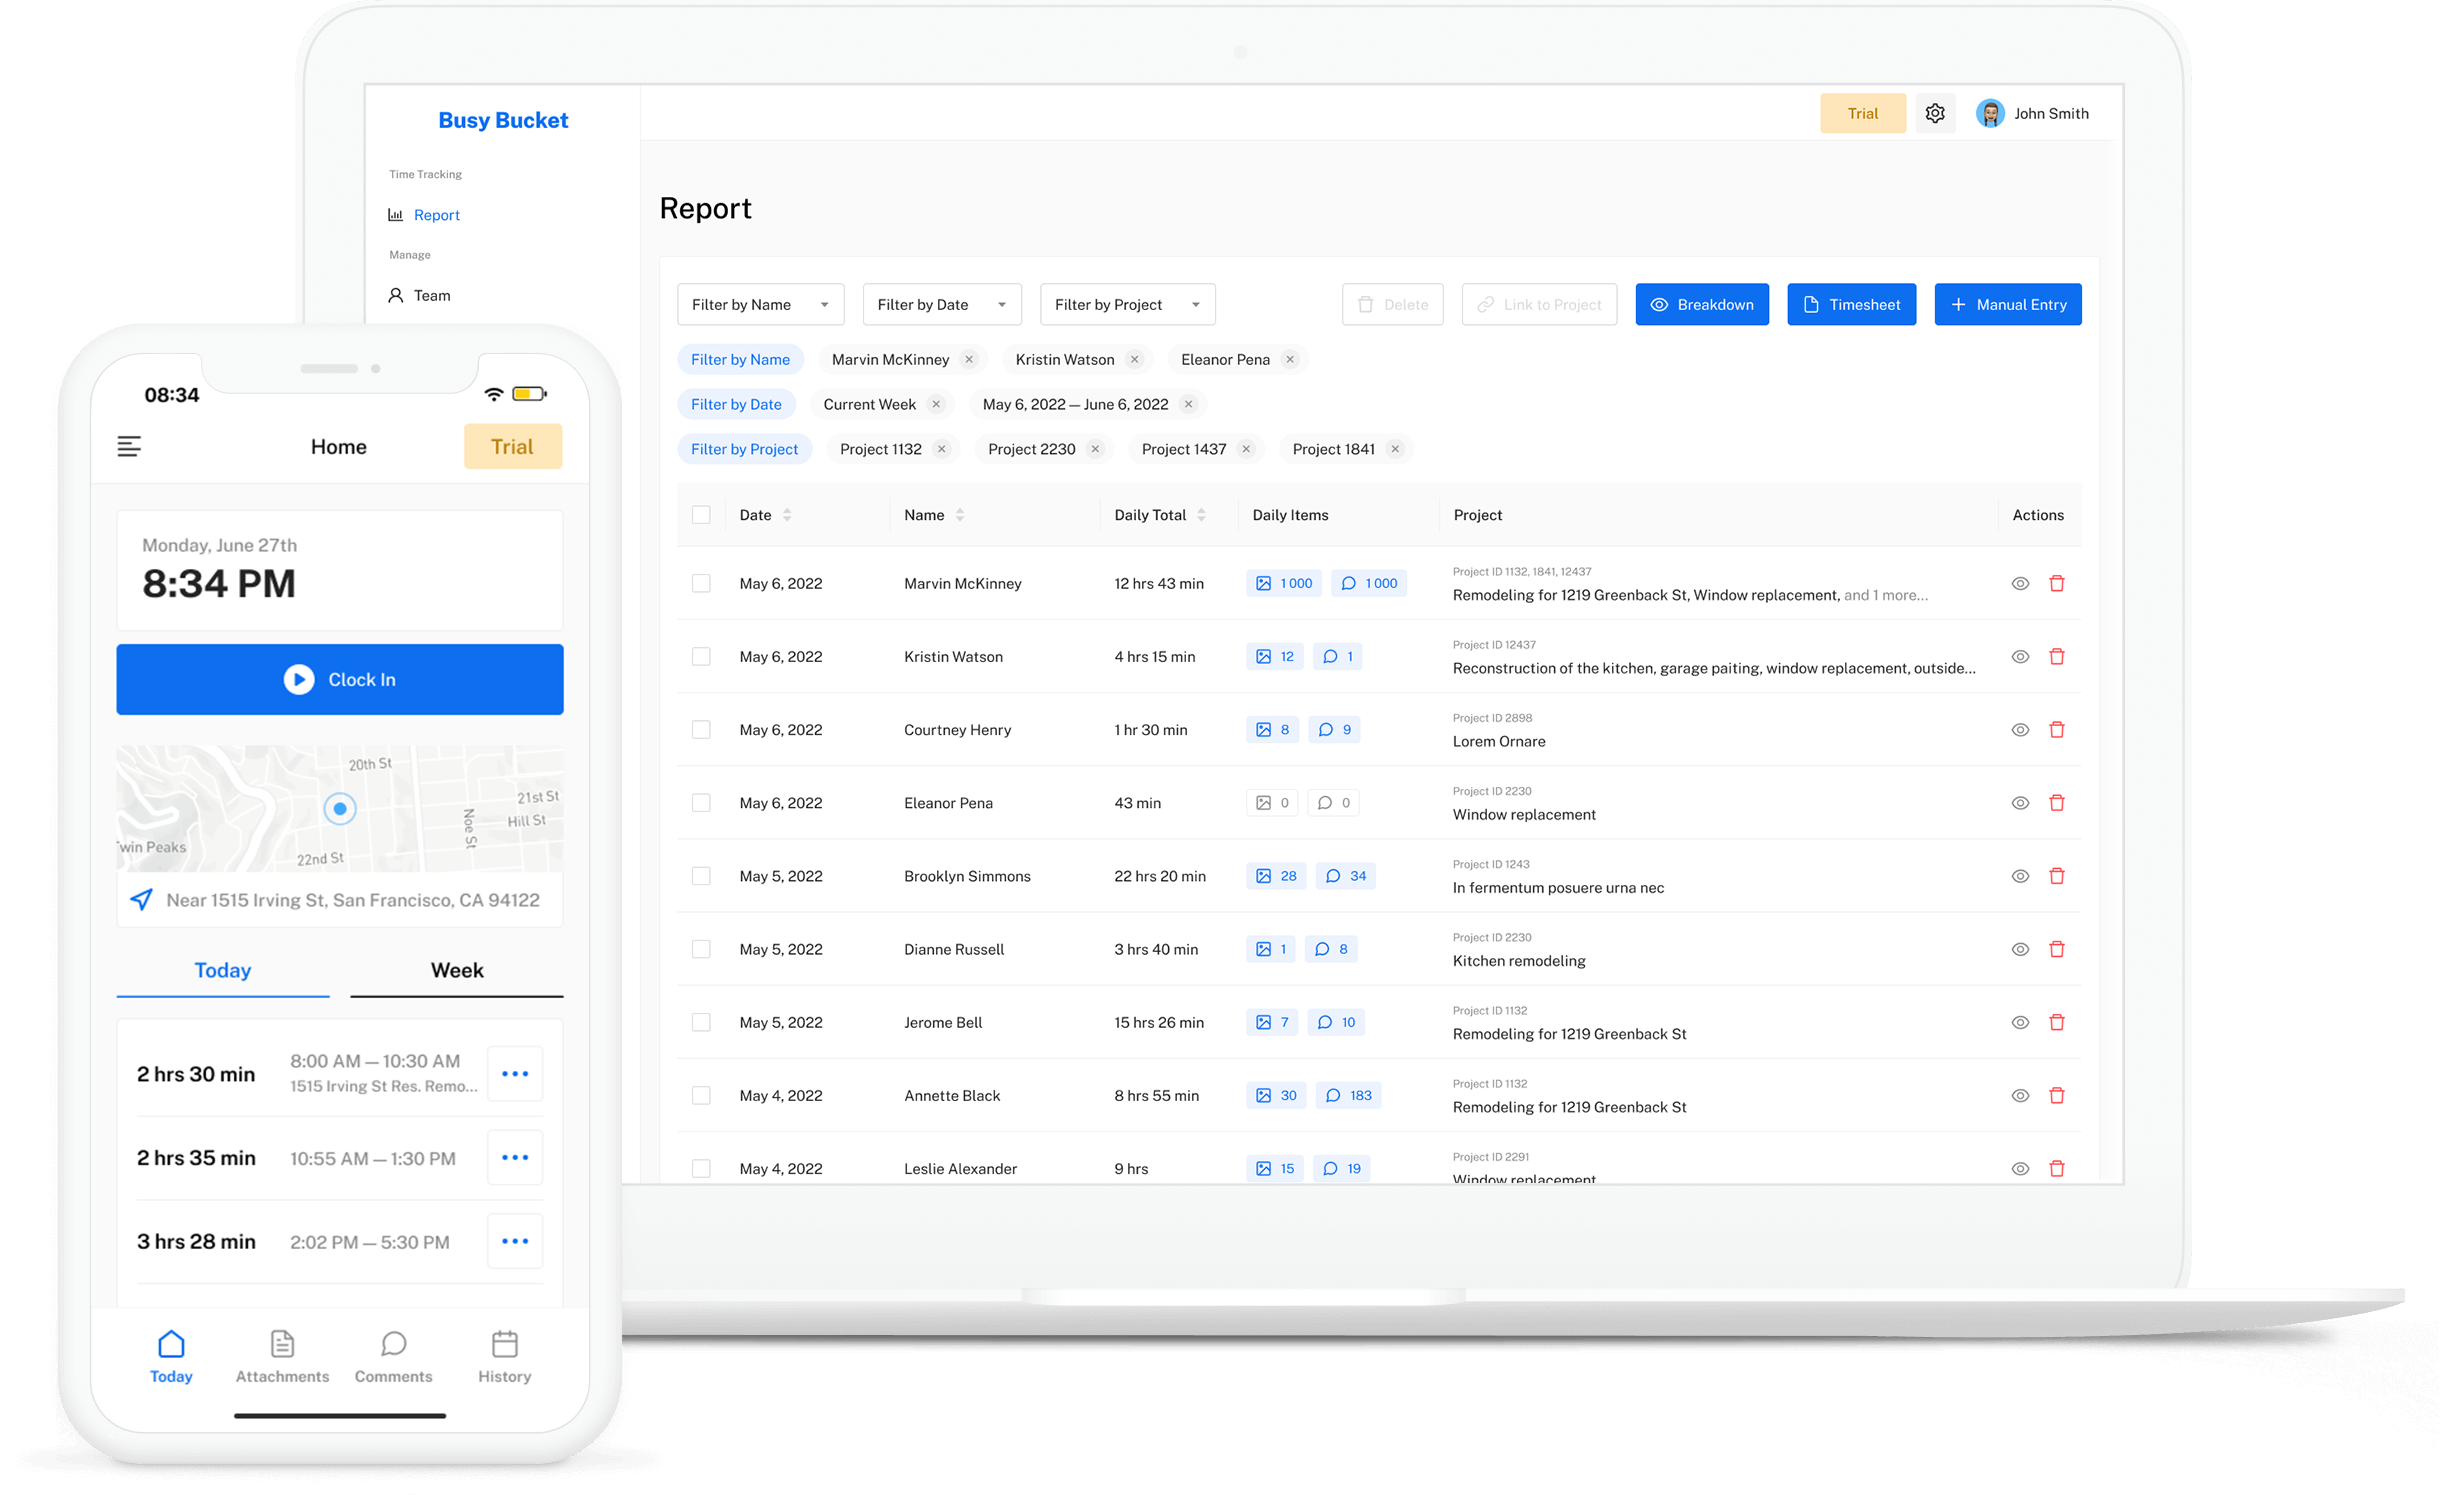 Busy Bucket
Time Tracking
Report
Manage
Team
Trial
John Smith
Report
Filter by Name
Filter by Date
Filter by Project
Delete
Link to Project
Breakdown
Timesheet
Manual Entry
Filter by Name Marvin McKinney Kristin Watson Eleanor Pena
Filter by Date Current Week May 6, 2022 — June 6, 2022
Filter by Project Project 1132 Project 2230 Project 1437 Project 1841
Date Name Daily Total Daily Items Project Actions
Project ID 1132, 1841, 12437
May 6, 2022 Marvin McKinney 12 hrs 43 min 1 000 1 000
Remodeling for 1219 Greenback St, Window replacement, and 1 more...
Project ID 12437
May 6, 2022 Kristin Watson 4 hrs 15 min 12 1
Reconstruction of the kitchen, garage paiting, window replacement, outside...
Project ID 2898
May 6, 2022 Courtney Henry 1 hr 30 min 8 9
Lorem Ornare
Project ID 2230
May 6, 2022 Eleanor Pena 43 min 0 0
Window replacement
Project ID 1243
May 5, 2022 Brooklyn Simmons 22 hrs 20 min 28 34
In fermentum posuere urna nec
Project ID 2230
May 5, 2022 Dianne Russell 3 hrs 40 min 1 8
Kitchen remodeling
Project ID 1132
May 5, 2022 Jerome Bell 15 hrs 26 min 7 10
Remodeling for 1219 Greenback St
Project ID 1132
May 4, 2022 Annette Black 8 hrs 55 min 30 183
Remodeling for 1219 Greenback St
Project ID 2291
May 4, 2022 Leslie Alexander 9 hrs 15 19
Window replacement
08:34
Home
Trial
Monday, June 27th
8:34 PM
Clock In
20th St
21st St
Hill St
Noe St
22nd St
Twin Peaks
Near 1515 Irving St, San Francisco, CA 94122
Today Week
2 hrs 30 min 8:00 AM — 10:30 AM
1515 Irving St Res. Remo...
2 hrs 35 min 10:55 AM — 1:30 PM
3 hrs 28 min 2:02 PM — 5:30 PM
Today Attachments Comments History